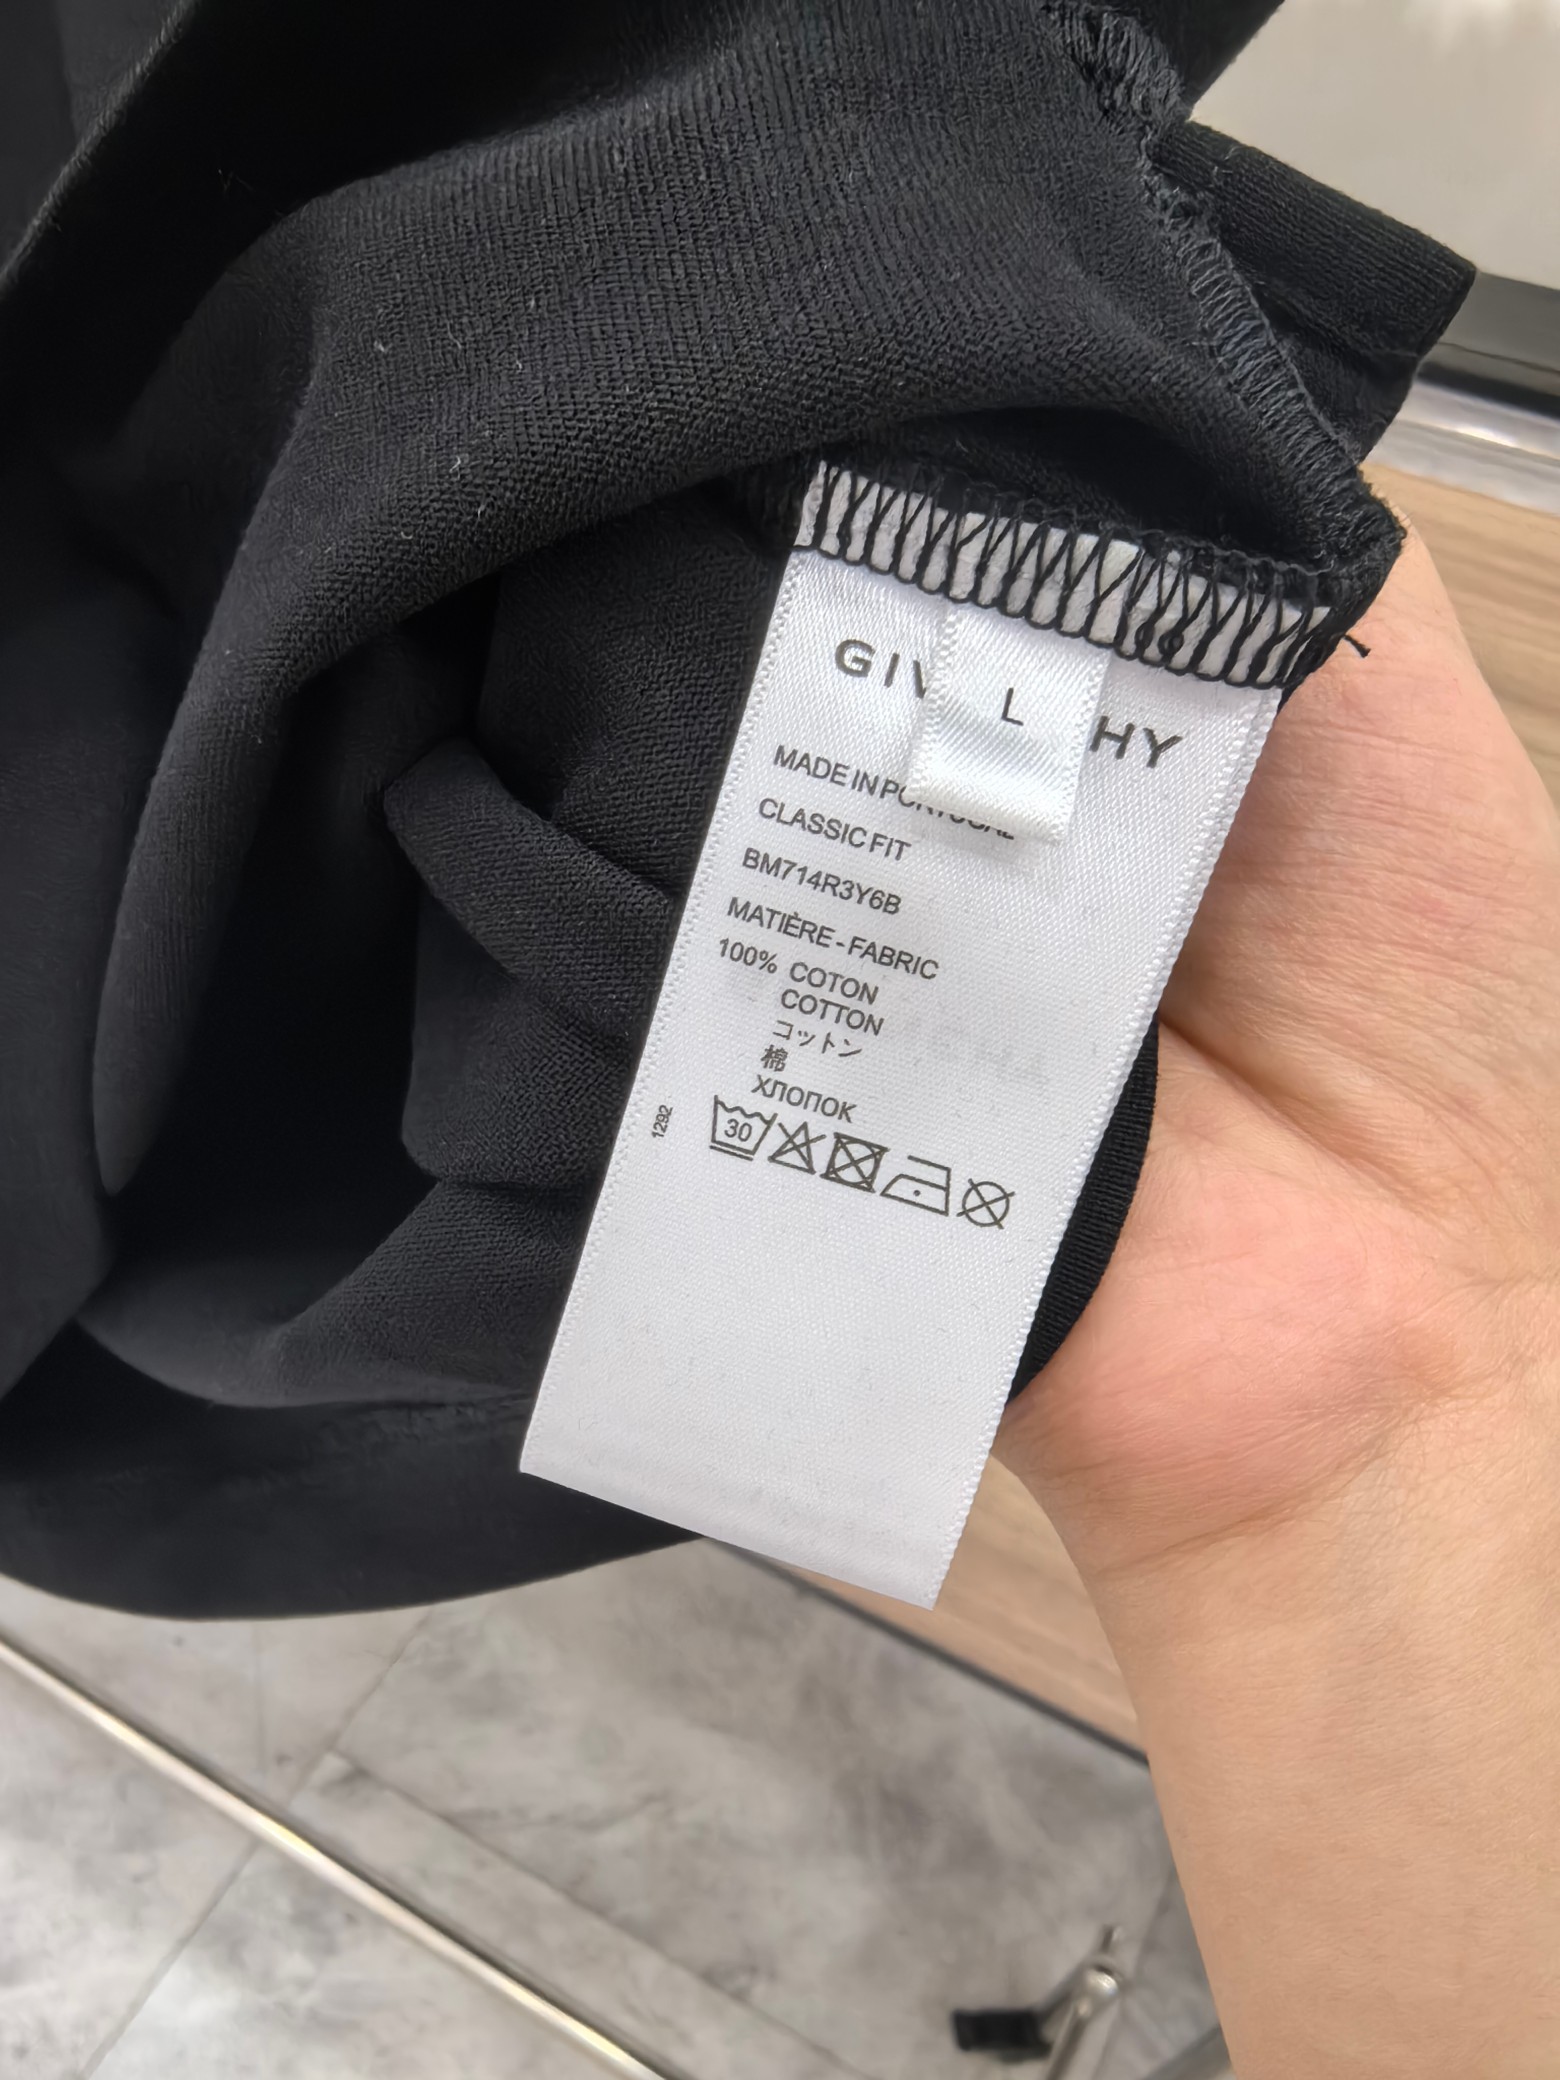 GIV
L
HY
MADE IN PORTUGAL
CLASSIC FIT
BM714R3Y6B
MATIÈRE - FABRIC
100% COTON
COTTON
コットン
棉
ХЛОПОК
1292
30